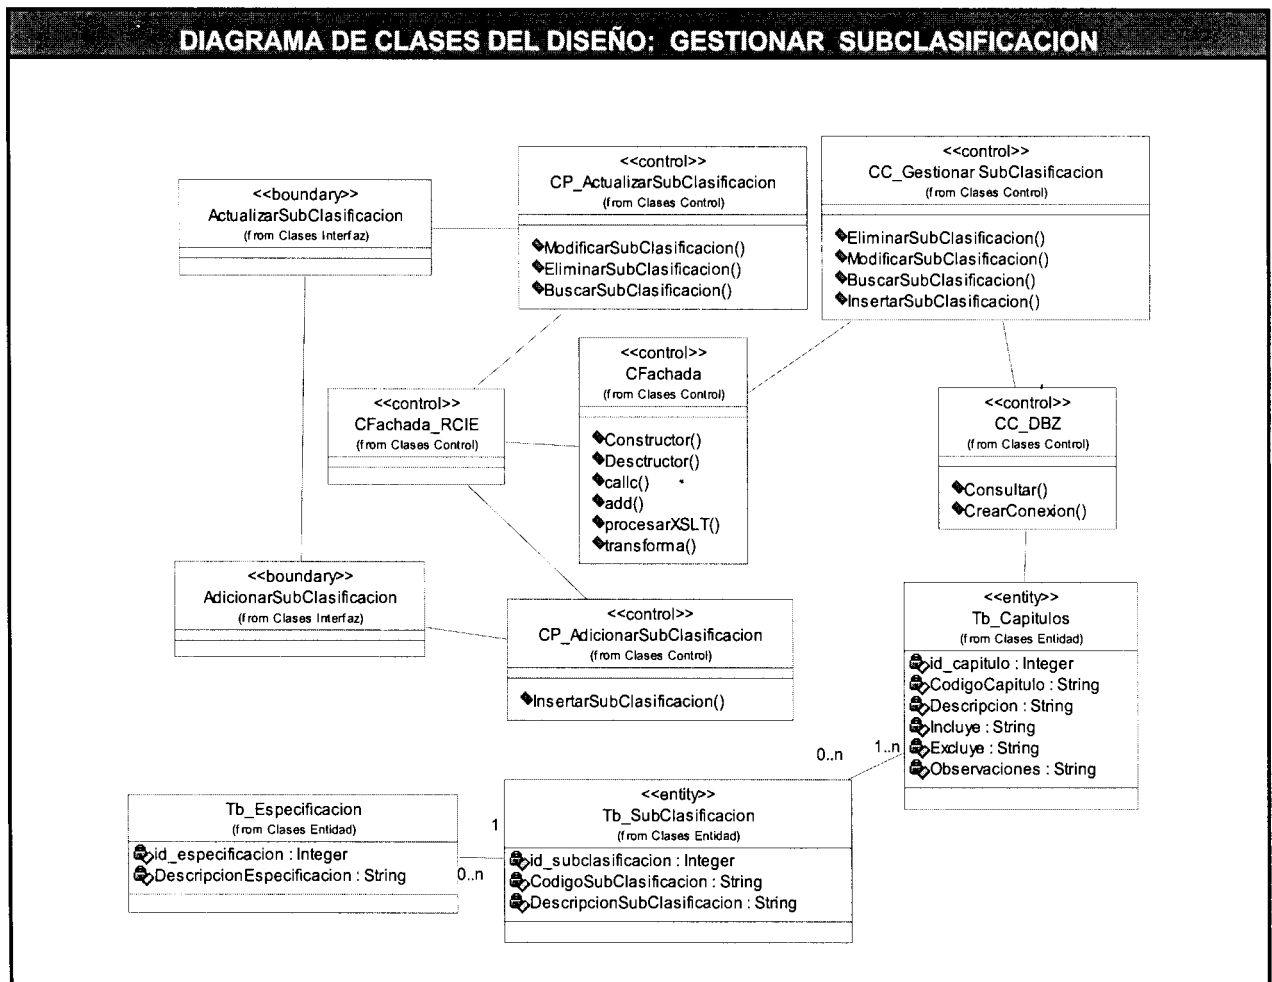 DIAGRAMA DE CLASES DEL DISEÑO: GESTIONAR SUBCLASIFICACION
<<boundary>>
ActualizarSubClasificacion
(from Clases Interfaz)
<<control>>
CP_ActualizarSubClasificacion
(from Clases Control)
ModificarSubClasificacion()
EliminarSubClasificacion()
BuscarSubClasificacion()
<<control>>
CC_Gestionar SubClasificacion
(from Clases Control)
EliminarSubClasificacion()
ModificarSubClasificacion()
BuscarSubClasificacion()
InsertarSubClasificacion()
<<control>>
CFachada_RCIE
(from Clases Control)
<<control>>
CFachada
(from Clases Control)
Constructor()
Desctructor()
callc()
add()
procesarXSLT()
transforma()
<<control>>
CC_DBZ
(from Clases Control)
Consultar()
CrearConexion()
<<boundary>>
AdicionarSubClasificacion
(from Clases Interfaz)
<<control>>
CP_AdicionarSubClasificacion
(from Clases Control)
InsertarSubClasificacion()
<<entity>>
Tb_Capitulos
(from Clases Entidad)
id_capitulo : Integer
CodigoCapitulo : String
Descripcion : String
Incluye : String
Excluye : String
Observaciones : String
0..n
1..n
Tb_Especificacion
(from Clases Entidad)
id_especificacion : Integer
DescripcionEspecificacion : String
1
0..n
<<entity>>
Tb_SubClasificacion
(from Clases Entidad)
id_subclasificacion : Integer
CodigoSubClasificacion : String
DescripcionSubClasificacion : String